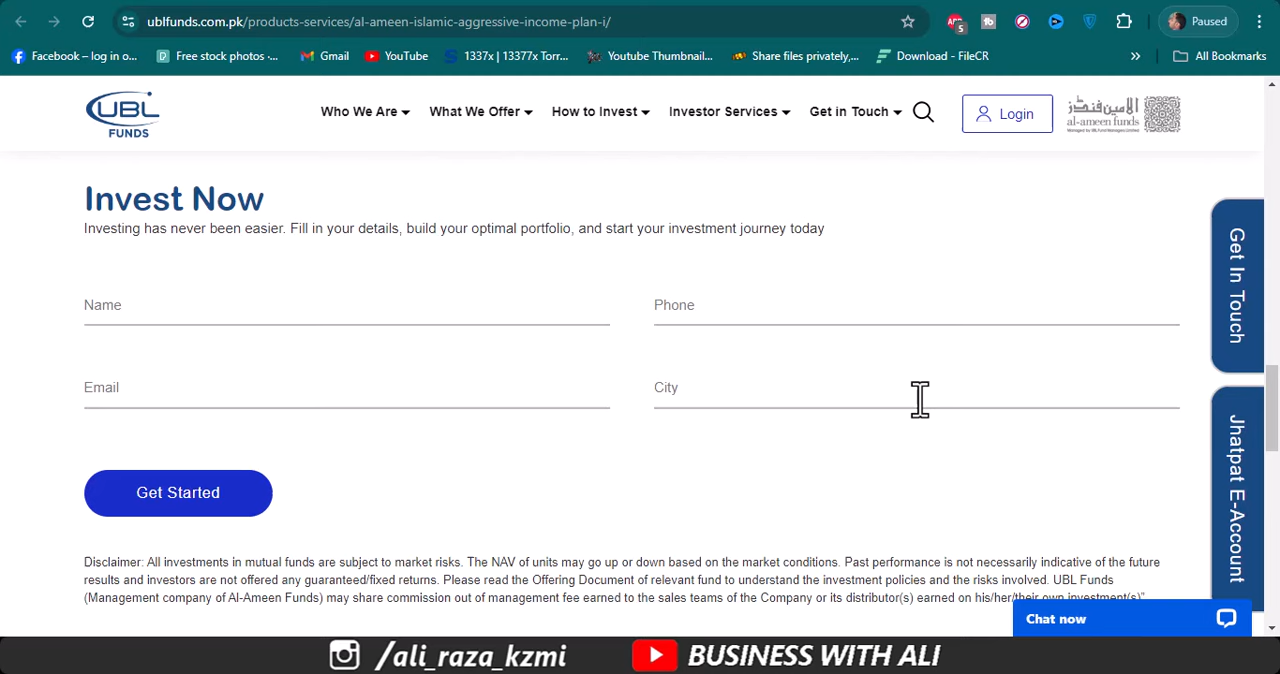 ublfunds.com.pk/products-services/al-ameen-islamic-aggressive-income-plan-i/
5
Paused
Facebook – log in o...
Free stock photos ·...
Gmail
YouTube
1337x | 13377x Torr...
Youtube Thumbnail...
Share files privately,...
Download - FileCR
»
All Bookmarks
UBL
FUNDS
Who We Are
What We Offer
How to Invest
Investor Services
Get in Touch
Login
الامین فنڈز
al-ameen funds
Managed by UBL Fund Managers Limited
Invest Now
Investing has never been easier. Fill in your details, build your optimal portfolio, and start your investment journey today
Name
Phone
Email
City
Get Started
Get In Touch
Jhatpat E-Account
Disclaimer: All investments in mutual funds are subject to market risks. The NAV of units may go up or down based on the market conditions. Past performance is not necessarily indicative of the future
results and investors are not offered any guaranteed/fixed returns. Please read the Offering Document of relevant fund to understand the investment policies and the risks involved. UBL Funds
(Management company of Al-Ameen Funds) may share commission out of management fee earned to the sales teams of the Company or its distributor(s) earned on his/her/their own investment(s)”
Chat now
/ali_raza_kzmi
BUSINESS WITH ALI